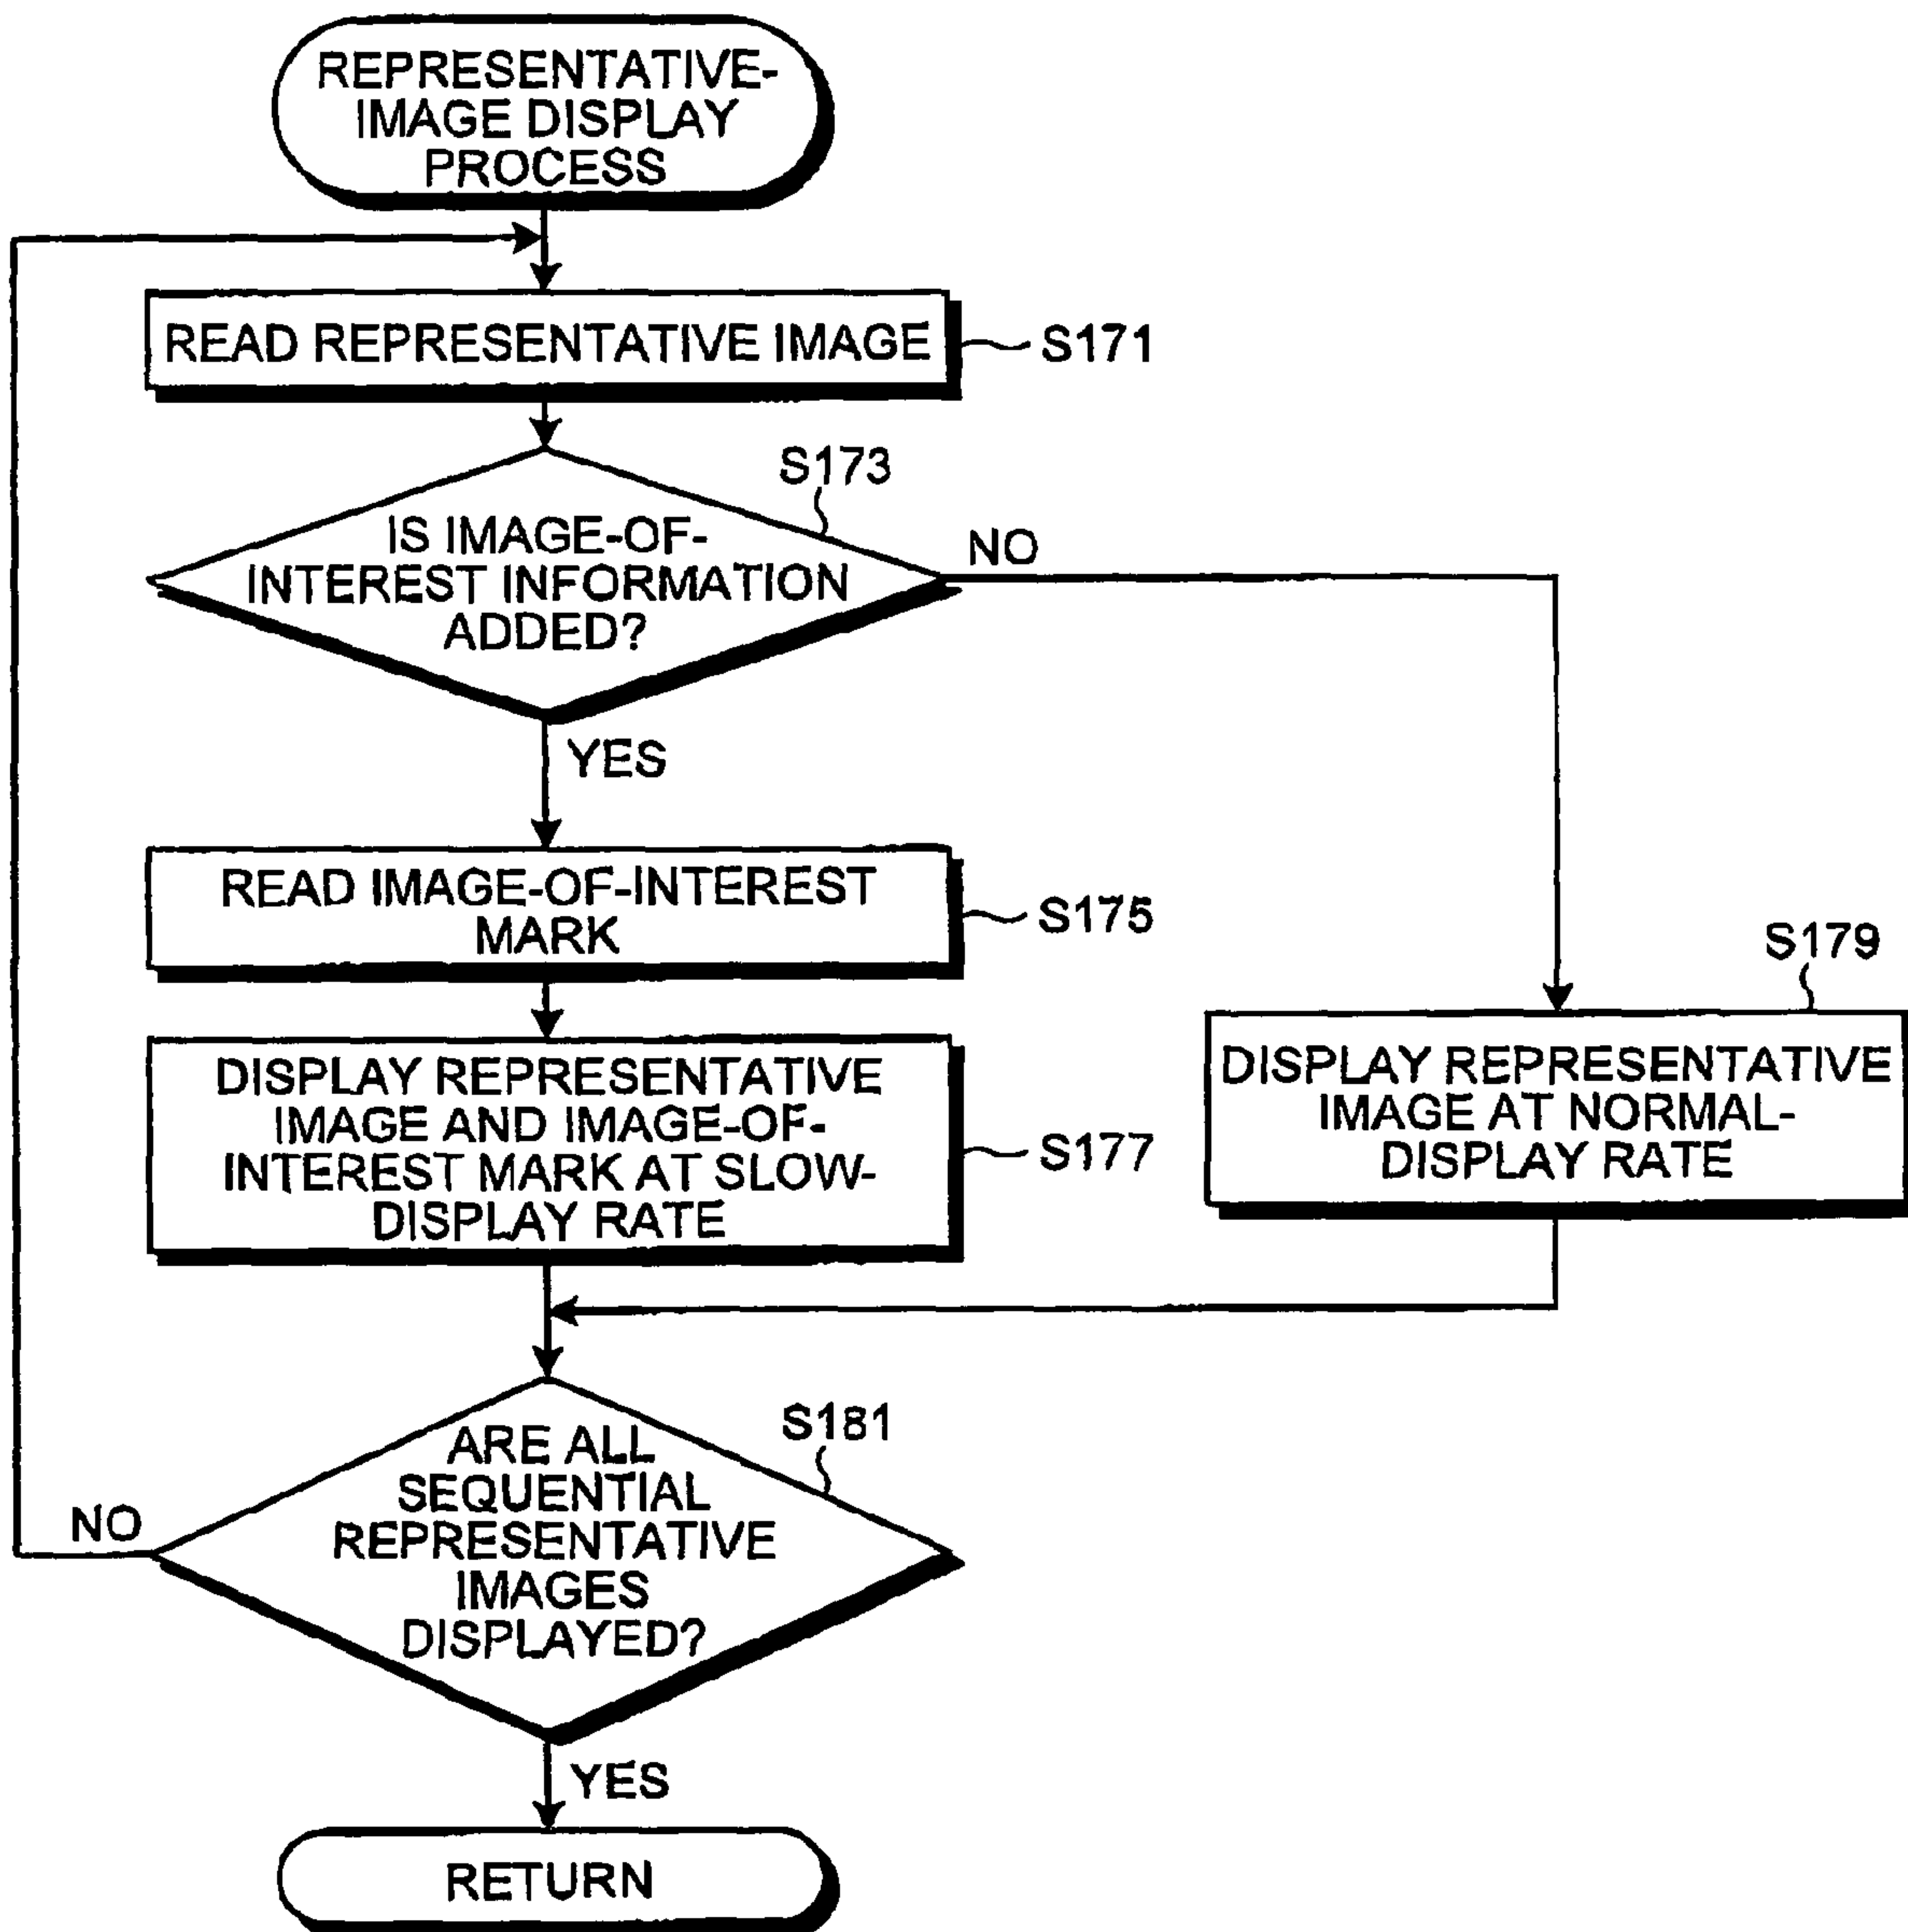 REPRESENTATIVE-
IMAGE DISPLAY
PROCESS
READ REPRESENTATIVE IMAGE
S171
S173
IS IMAGE-OF-
INTEREST INFORMATION
ADDED?
NO
YES
READ IMAGE-OF-INTEREST
MARK
S175
DISPLAY REPRESENTATIVE
IMAGE AND IMAGE-OF-
INTEREST MARK AT SLOW-
DISPLAY RATE
S177
S179
DISPLAY REPRESENTATIVE
IMAGE AT NORMAL-
DISPLAY RATE
S181
ARE ALL
SEQUENTIAL
REPRESENTATIVE
IMAGES
DISPLAYED?
NO
YES
RETURN